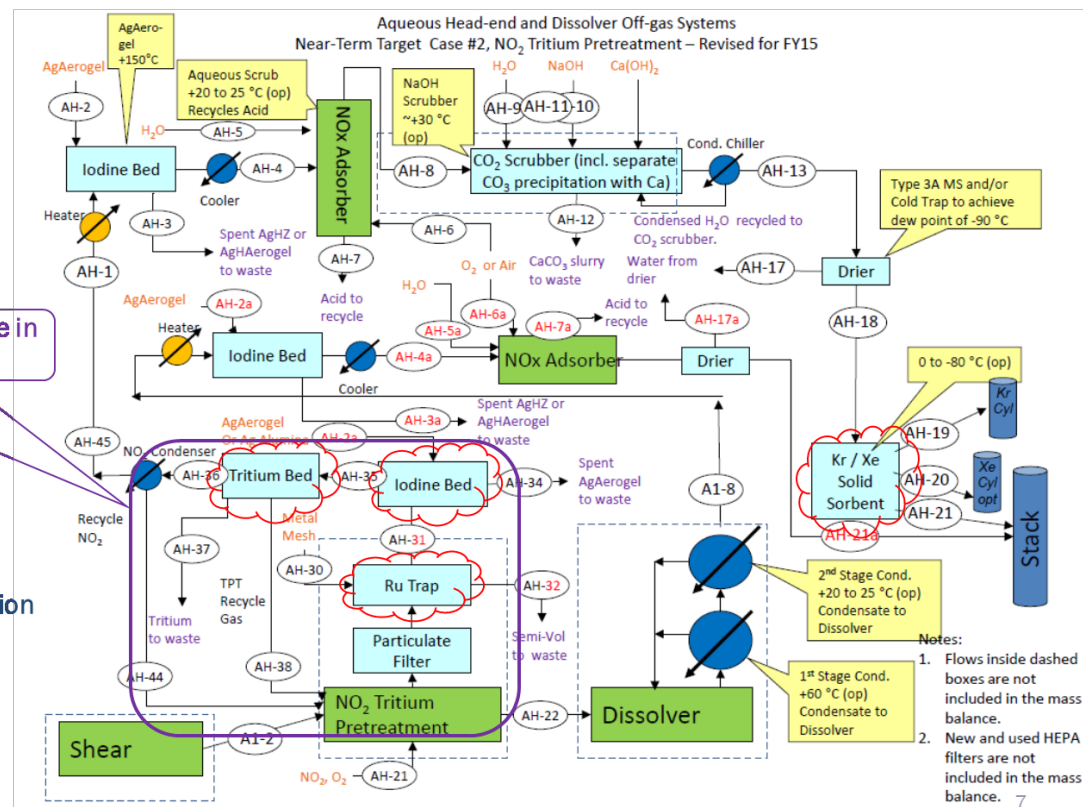 Aqueous Head-end and Dissolver Off-gas Systems
Near-Term Target Case #2, NO₂ Tritium Pretreatment – Revised for FY15
AgAero-
gel
+150°C
AgAerogel
AH-2
Aqueous Scrub
+20 to 25 °C (op)
Recycles Acid
H₂O
AH-5
Iodine Bed
Cooler
AH-4
NOx Adsorber
Heater
AH-3
Spent AgHZ or
AgHAerogel
to waste
AH-1
AH-7
Acid to
recycle
NaOH
Scrubber
~+30 °C
(op)
H₂O
NaOH
Ca(OH)₂
AH-9
AH-11
-10
AH-8
CO₂ Scrubber (incl. separate
CO₃ precipitation with Ca)
Cond. Chiller
AH-13
AH-12
CaCO₃ slurry
to waste
Condensed H₂O recycled to
CO₂ scrubber.
Type 3A MS and/or
Cold Trap to achieve
dew point of -90 °C
Water from
drier
AH-17
Drier
AH-18
AH-6
O₂ or Air
H₂O
AH-5a
AH-6a
AH-7a
Acid to
recycle
AH-17a
AgAerogel
AH-2a
Heater
Iodine Bed
Cooler
AH-4a
NOx Adsorber
Drier
e in
0 to -80 °C (op)
Kr
Cyl
AH-19
Kr / Xe
Solid
Sorbent
AH-20
Xe
Cyl
opt
AH-21
AH-21a
Stack
AH-3a
Spent AgHZ or
AgHAerogel
to waste
AgAerogel
Or Ag Alumina
AH-2a
AH-45
NO₂ Condenser
AH-36
Tritium Bed
AH-35
Iodine Bed
AH-34
Spent
AgAerogel
to waste
A1-8
Recycle
NO₂
AH-37
Metal
Mesh
AH-31
AH-30
Ru Trap
AH-32
TPT
Recycle
Gas
Tritium
to waste
Semi-Vol
to waste
Particulate
Filter
ion
AH-44
AH-38
NO₂ Tritium
Pretreatment
AH-22
Dissolver
Shear
A1-2
NO₂, O₂
AH-21
2nd Stage Cond.
+20 to 25 °C (op)
Condensate to
Dissolver
1st Stage Cond.
+60 °C (op)
Condensate to
Dissolver
Notes:
1. Flows inside dashed
boxes are not
included in the mass
balance.
2. New and used HEPA
filters are not
included in the mass
balance.
7